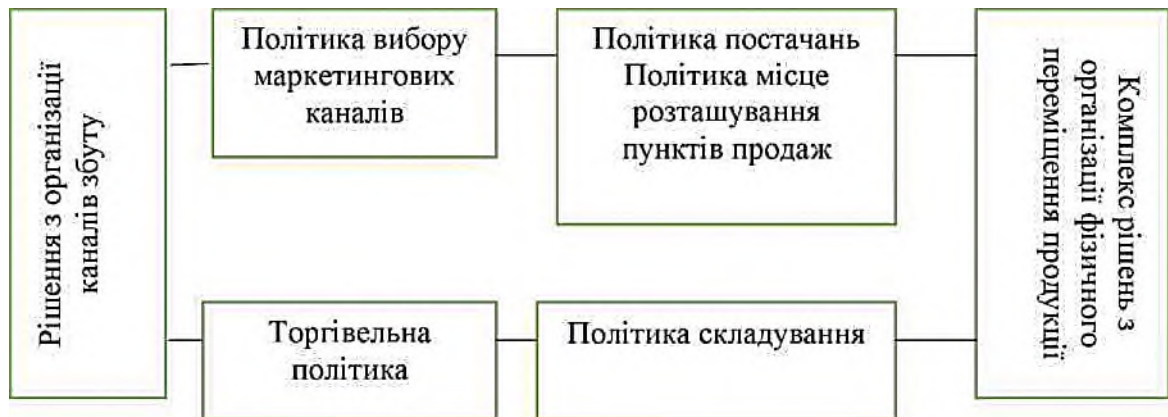 Рішення з організації
каналів збуту
Політика вибору
маркетингових
каналів
Політика постачань
Політика місце
розташування
пунктів продаж
Торгівельна
політика
Політика складування
Комплекс рішень з
організації фізичного
переміщення продукції